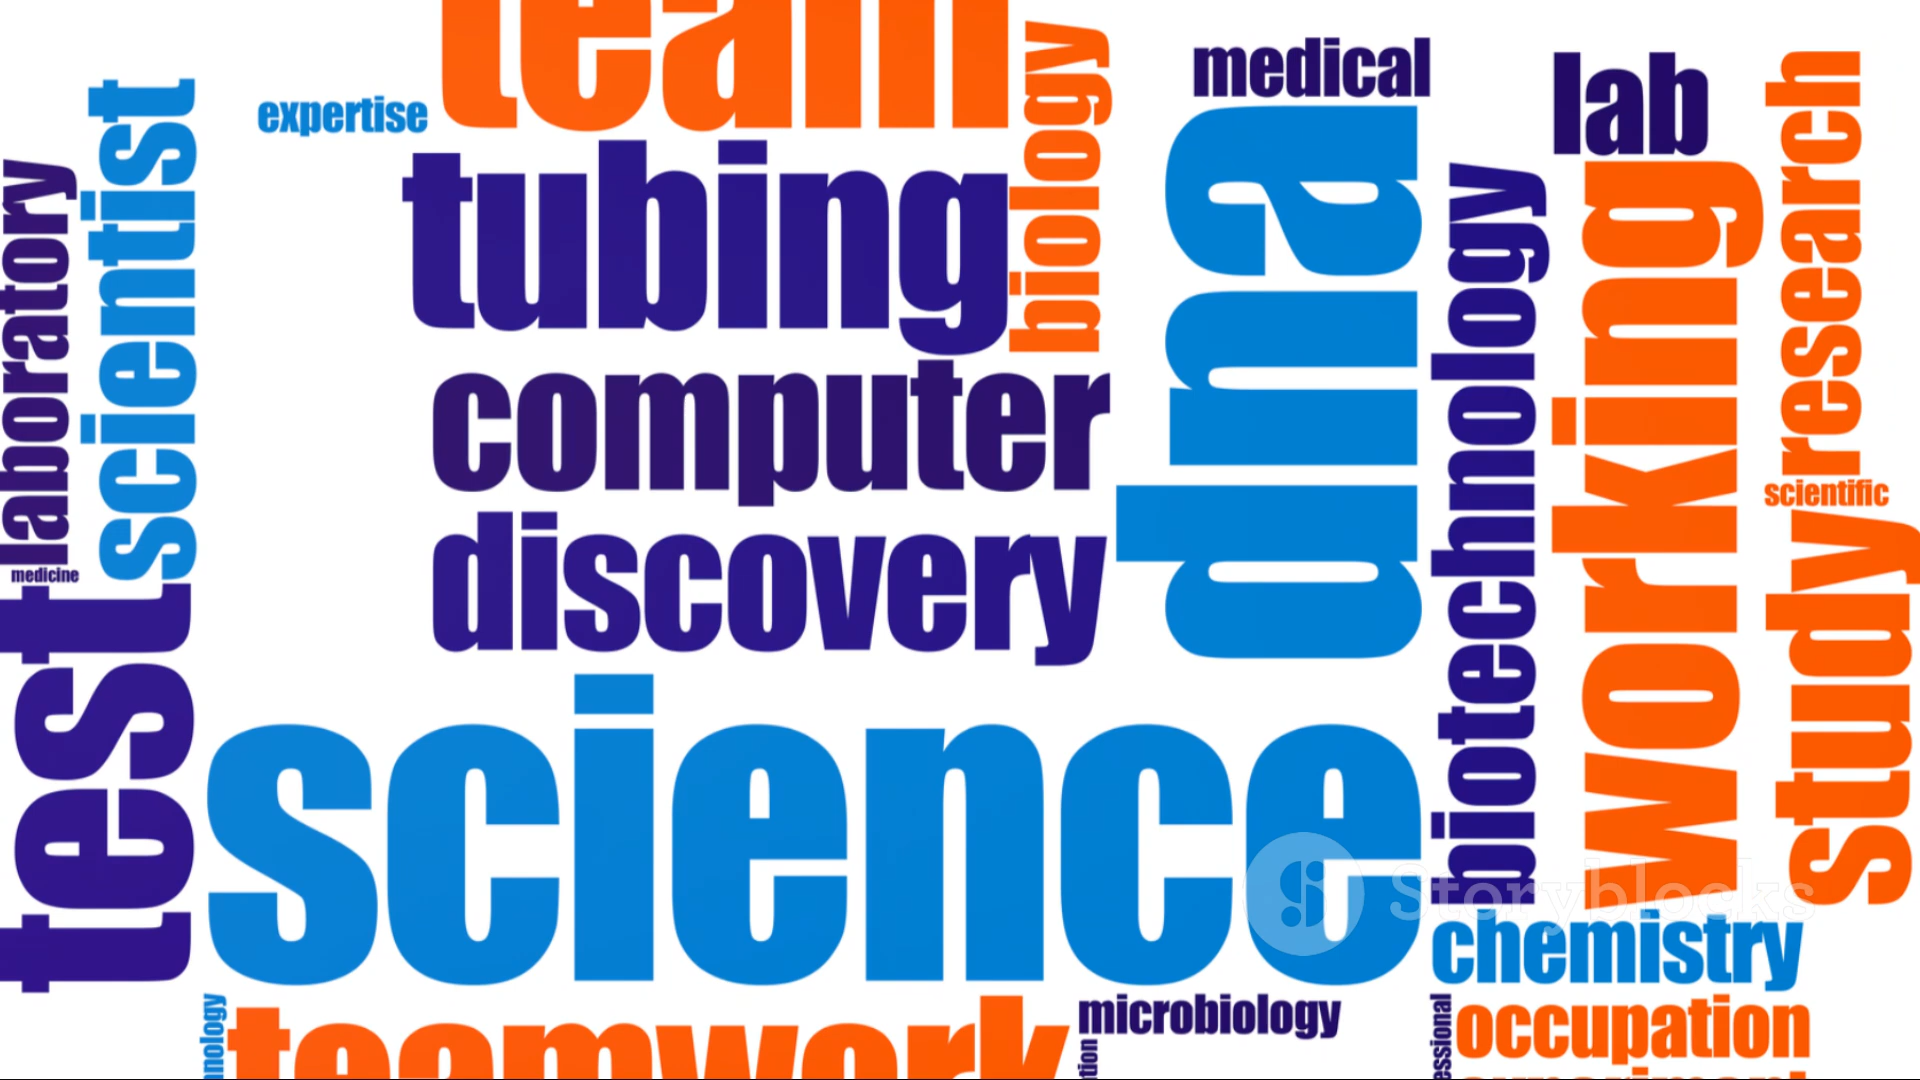 team
biology
medical
lab
research
scientist
expertise
tubing
dna
laboratory
biotechnology
working
computer
scientific
discovery
study
medicine
test
science
Storyblocks
chemistry
teamwork
microbiology
occupation